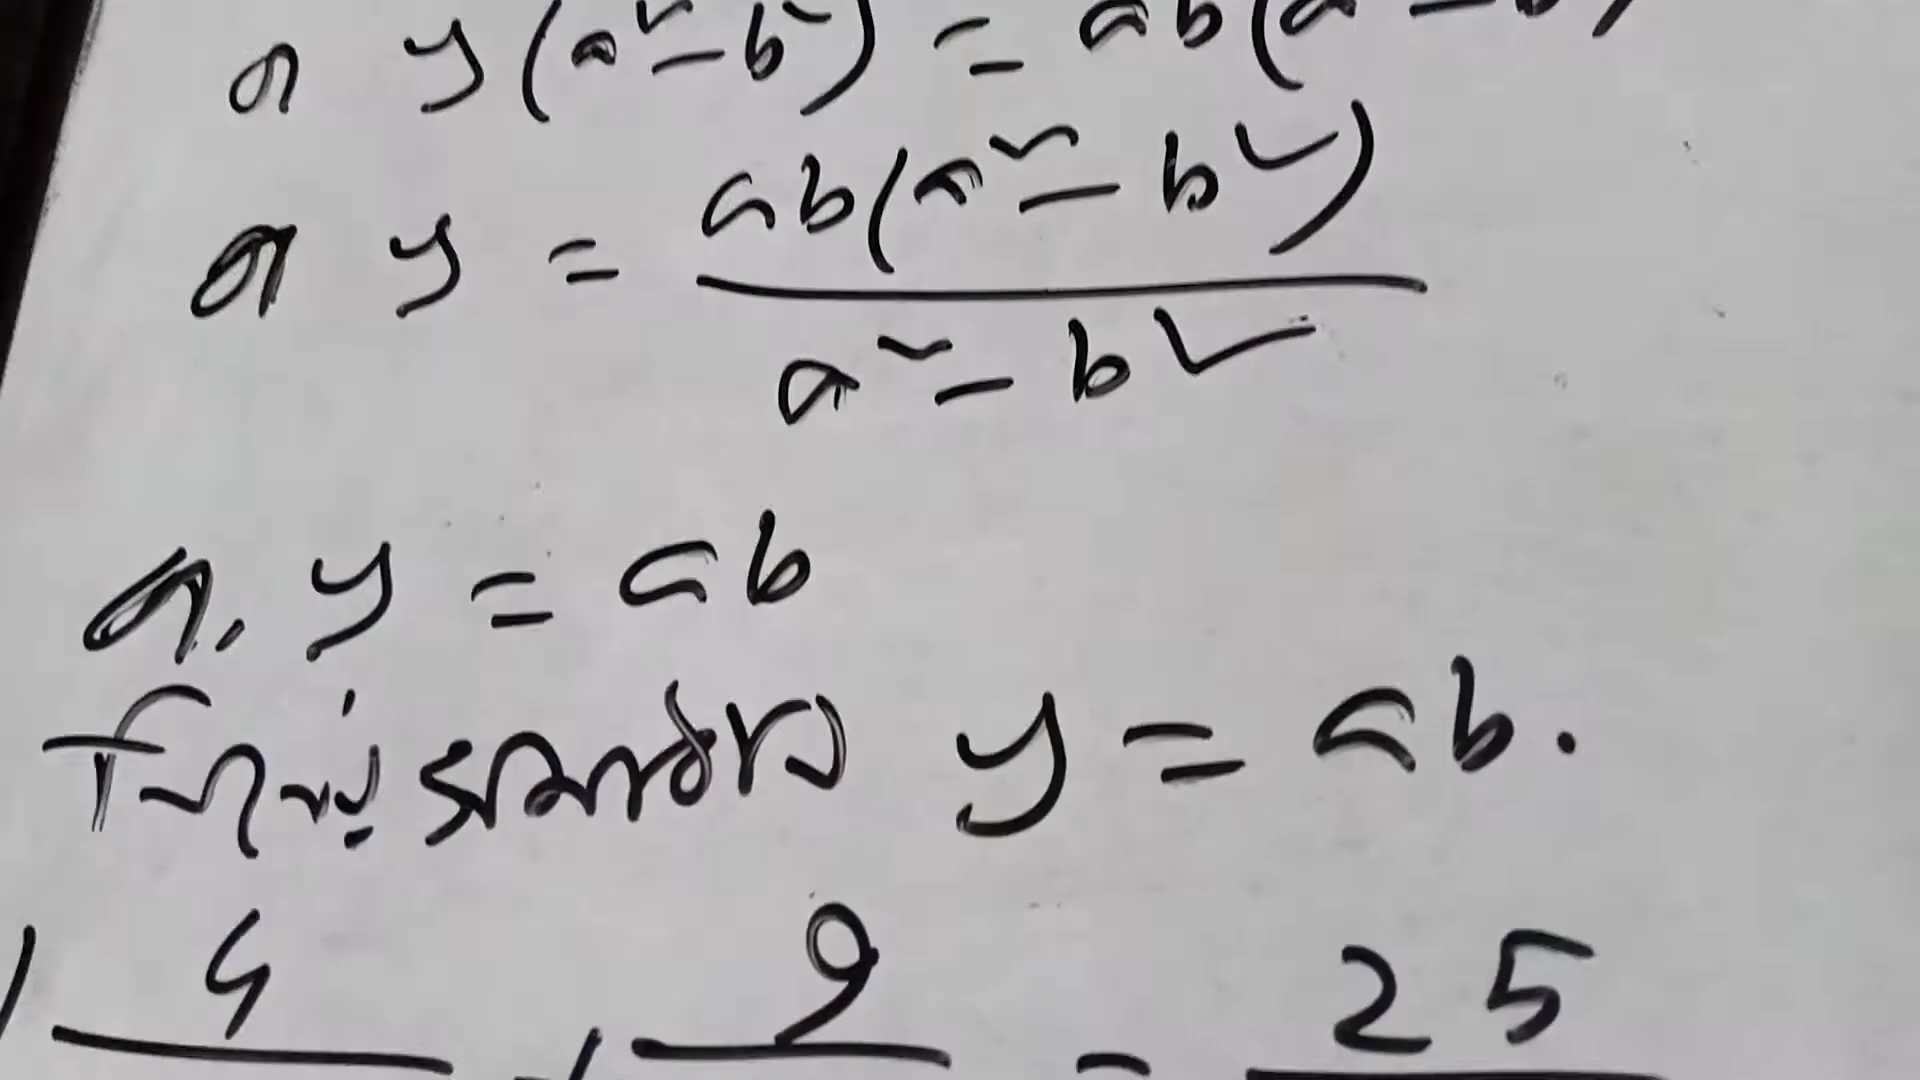 বা y(a²-b²) = ab(a²-b²)
বা y = ab(a²-b²) / a²-b²
বা, y = ab
নির্ণেয় সমাধান y = ab.
4 / 9 = 25